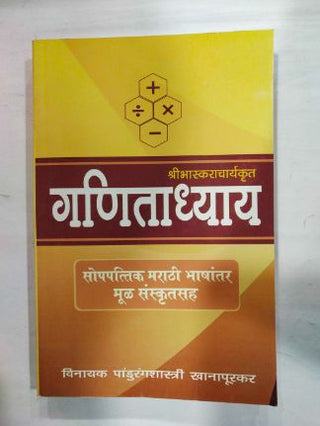 श्रीभास्कराचार्यकृत
गणिताध्याय
सोपपत्तिक मराठी भाषांतर
मूळ संस्कृतसह
विनायक पांडुरंगशास्त्री खानापूरकर